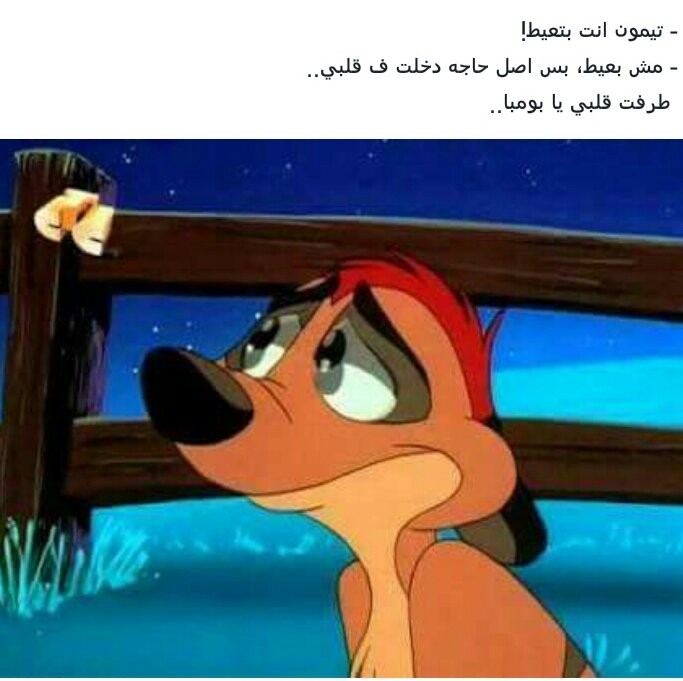 - تيمون انت بتعيط!
- مش بعيط، بس اصل حاجه دخلت ف قلبي..
طرفت قلبي يا بومبا..